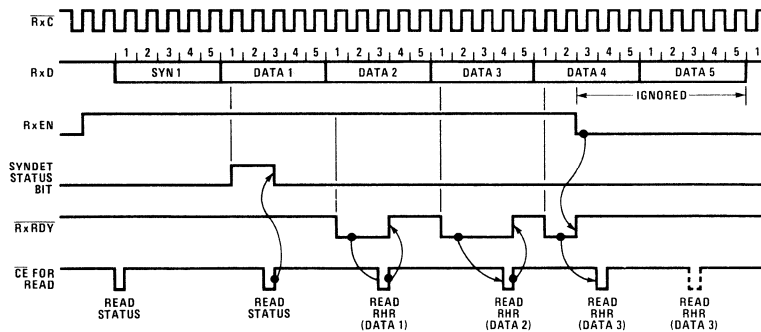 RxC
1 2 3 4 5 1 2 3 4 5 1 2 3 4 5 1 2 3 4 5 1 2 3 4 5 1 2 3 4 5 1
RxD SYN 1 DATA 1 DATA 2 DATA 3 DATA 4 DATA 5
IGNORED
RxEN
SYNDET
STATUS
BIT
RxRDY
CE FOR
READ
READ
STATUS
READ
STATUS
READ
RHR
(DATA 1)
READ
RHR
(DATA 2)
READ
RHR
(DATA 3)
READ
RHR
(DATA 3)